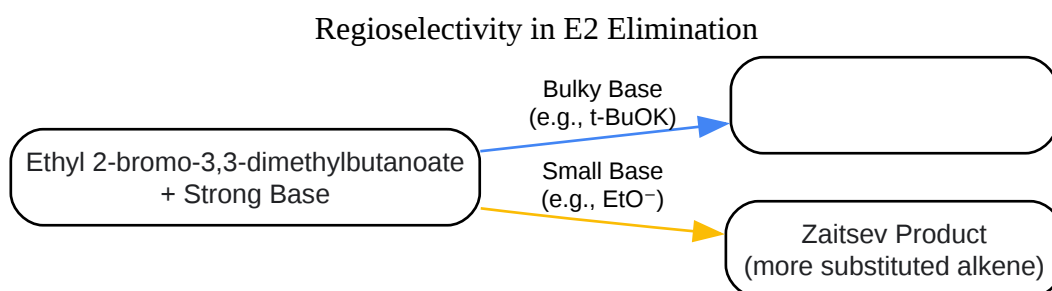 Regioselectivity in E2 Elimination
Bulky Base
(e.g., t-BuOK)
Ethyl 2-bromo-3,3-dimethylbutanoate
+ Strong Base
Small Base
(e.g., EtO⁻)
Zaitsev Product
(more substituted alkene)